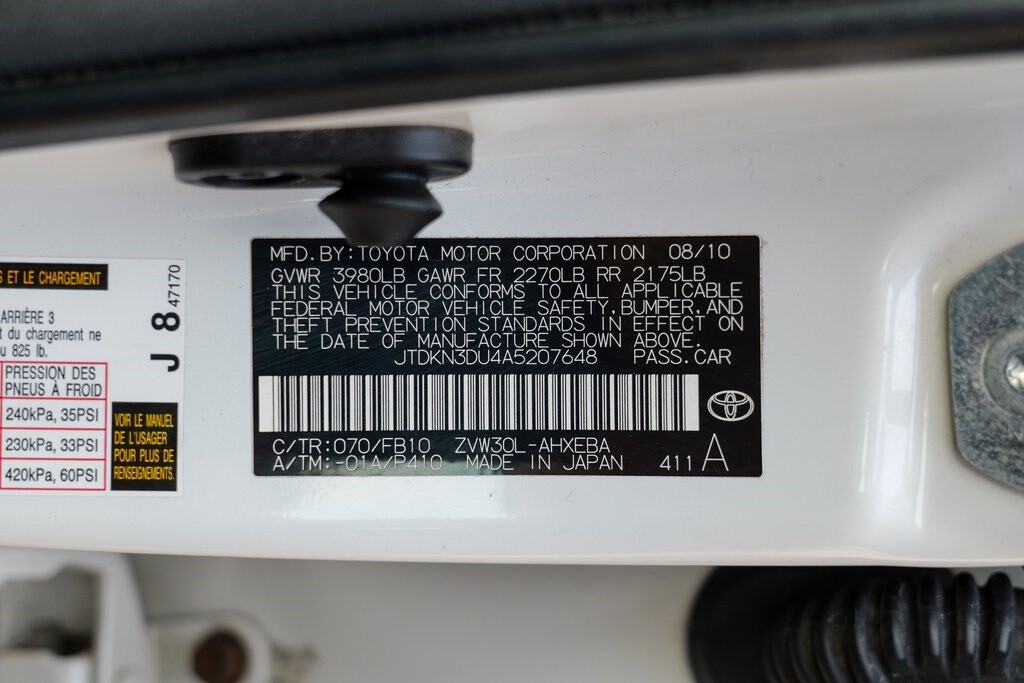 S ET LE CHARGEMENT
ARRIÈRE 3
t du chargement ne
u 825 lb.
PRESSION DES
PNEUS À FROID
240kPa, 35PSI
230kPa, 33PSI
420kPa, 60PSI
J 8 47170
VOIR LE MANUEL
DE L'USAGER
POUR PLUS DE
RENSEIGNEMENTS.
MFD. BY: TOYOTA MOTOR CORPORATION 08/10
GVWR 3980LB GAWR FR 2270LB RR 2175LB
THIS VEHICLE CONFORMS TO ALL APPLICABLE
FEDERAL MOTOR VEHICLE SAFETY, BUMPER, AND
THEFT PREVENTION STANDARDS IN EFFECT ON
THE DATE OF MANUFACTURE SHOWN ABOVE.
JTDKN3DU4A5207648 PASS. CAR
C/TR: 070/FB10 ZVW30L-AHXEBA
A/TM: -01A/P410 MADE IN JAPAN 411 A